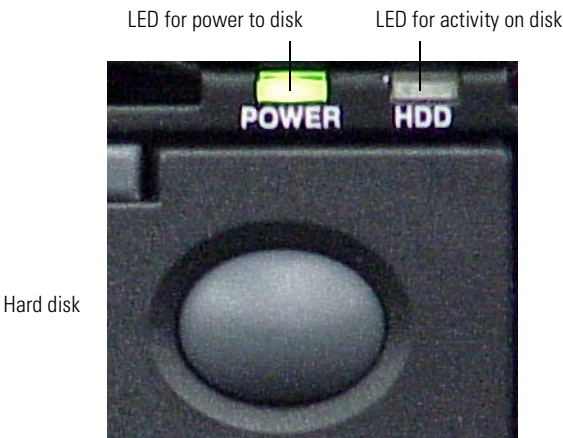 LED for power to disk
LED for activity on disk
POWER
HDD
Hard disk